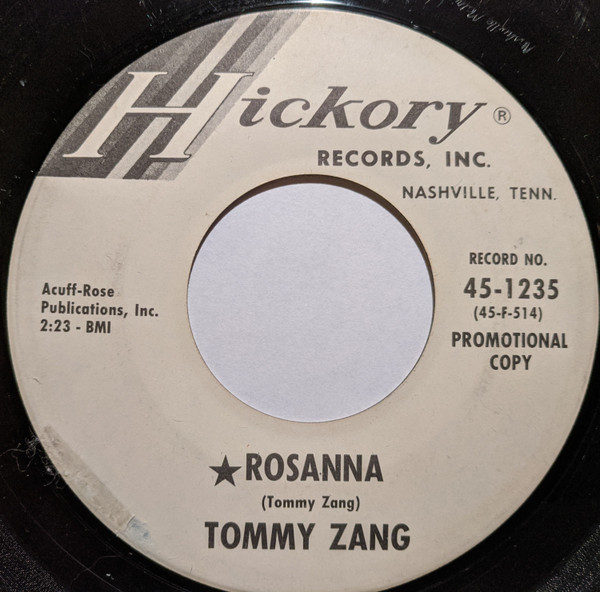 Hickory®
RECORDS, INC.
NASHVILLE, TENN.
RECORD NO.
45-1235
(45-F-514)
PROMOTIONAL
COPY
Acuff-Rose
Publications, Inc.
2:23 - BMI
★ROSANNA
(Tommy Zang)
TOMMY ZANG